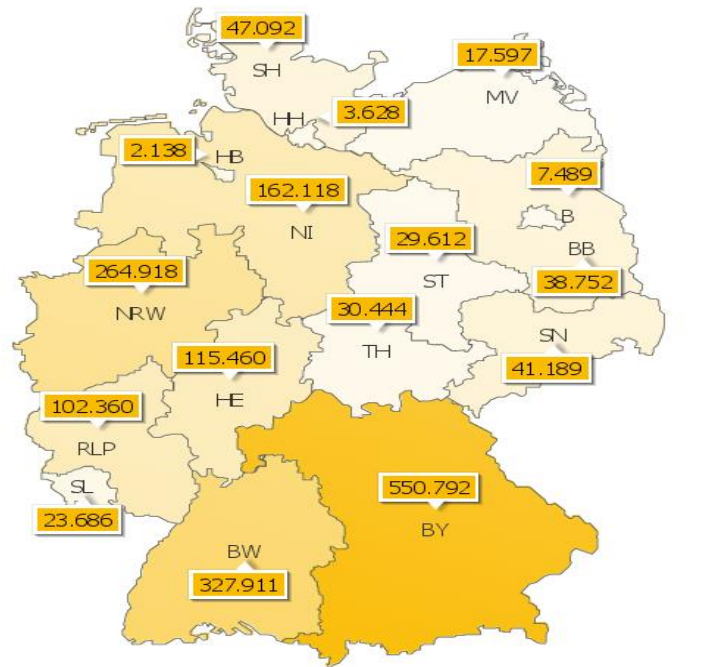 47.092
SH
17.597
MV
HH
3.628
2.138
HB
7.489
162.118
B
NI
29.612
BB
264.918
ST
38.752
NRW
30.444
SN
TH
115.460
41.189
HE
102.360
RLP
SL
550.792
23.686
BY
BW
327.911